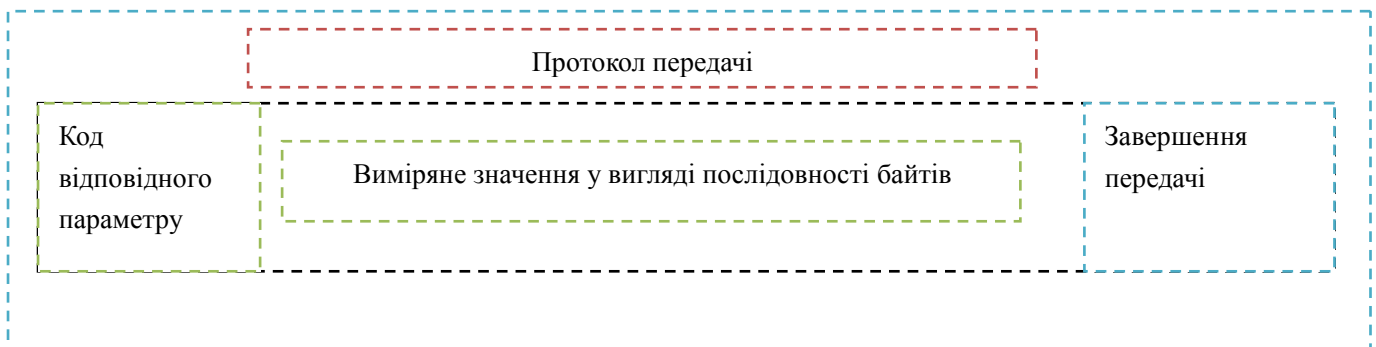 Протокол передачі
Код
відповідного
параметру
Виміряне значення у вигляді послідовності байтів
Завершення
передачі